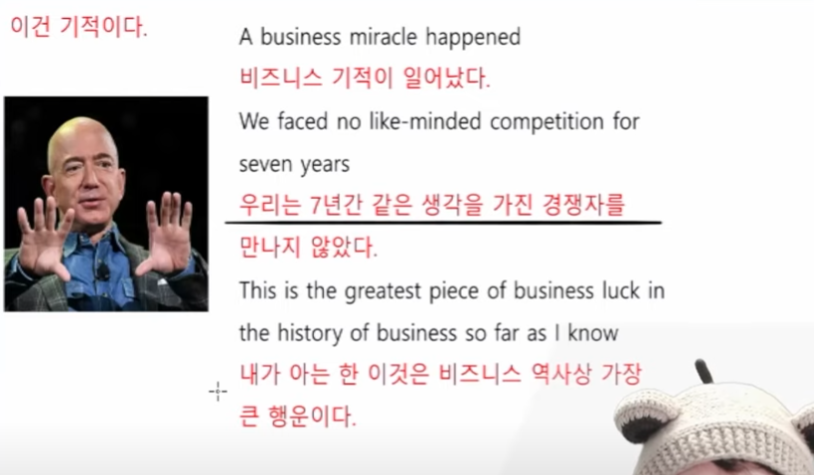 이건 기적이다.
A business miracle happened
비즈니스 기적이 일어났다.
We faced no like-minded competition for
seven years
우리는 7년간 같은 생각을 가진 경쟁자를
만나지 않았다.
This is the greatest piece of business luck in
the history of business so far as I know
내가 아는 한 이것은 비즈니스 역사상 가장
큰 행운이다.